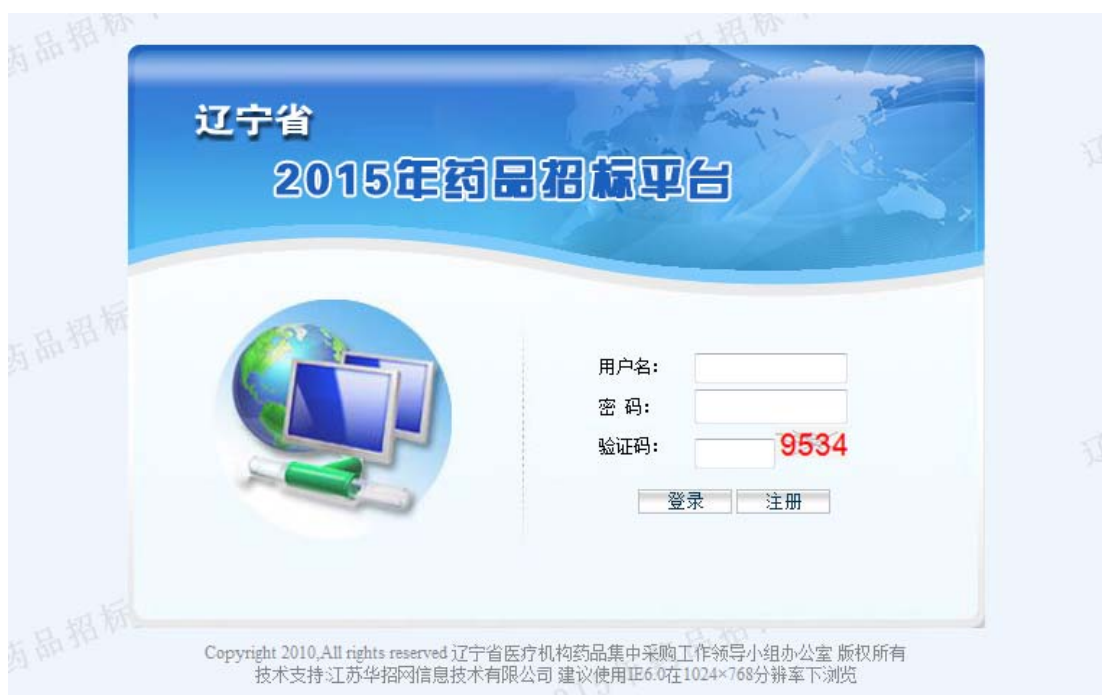 辽宁省
2015年药品招标平台
用户名:
密 码:
验证码:
9534
登录
注册
Copyright 2010,All rights reserved 辽宁省医疗机构药品集中采购工作领导小组办公室 版权所有
技术支持:江苏华招网信息技术有限公司 建议使用IE6.0在1024×768分辨率下浏览